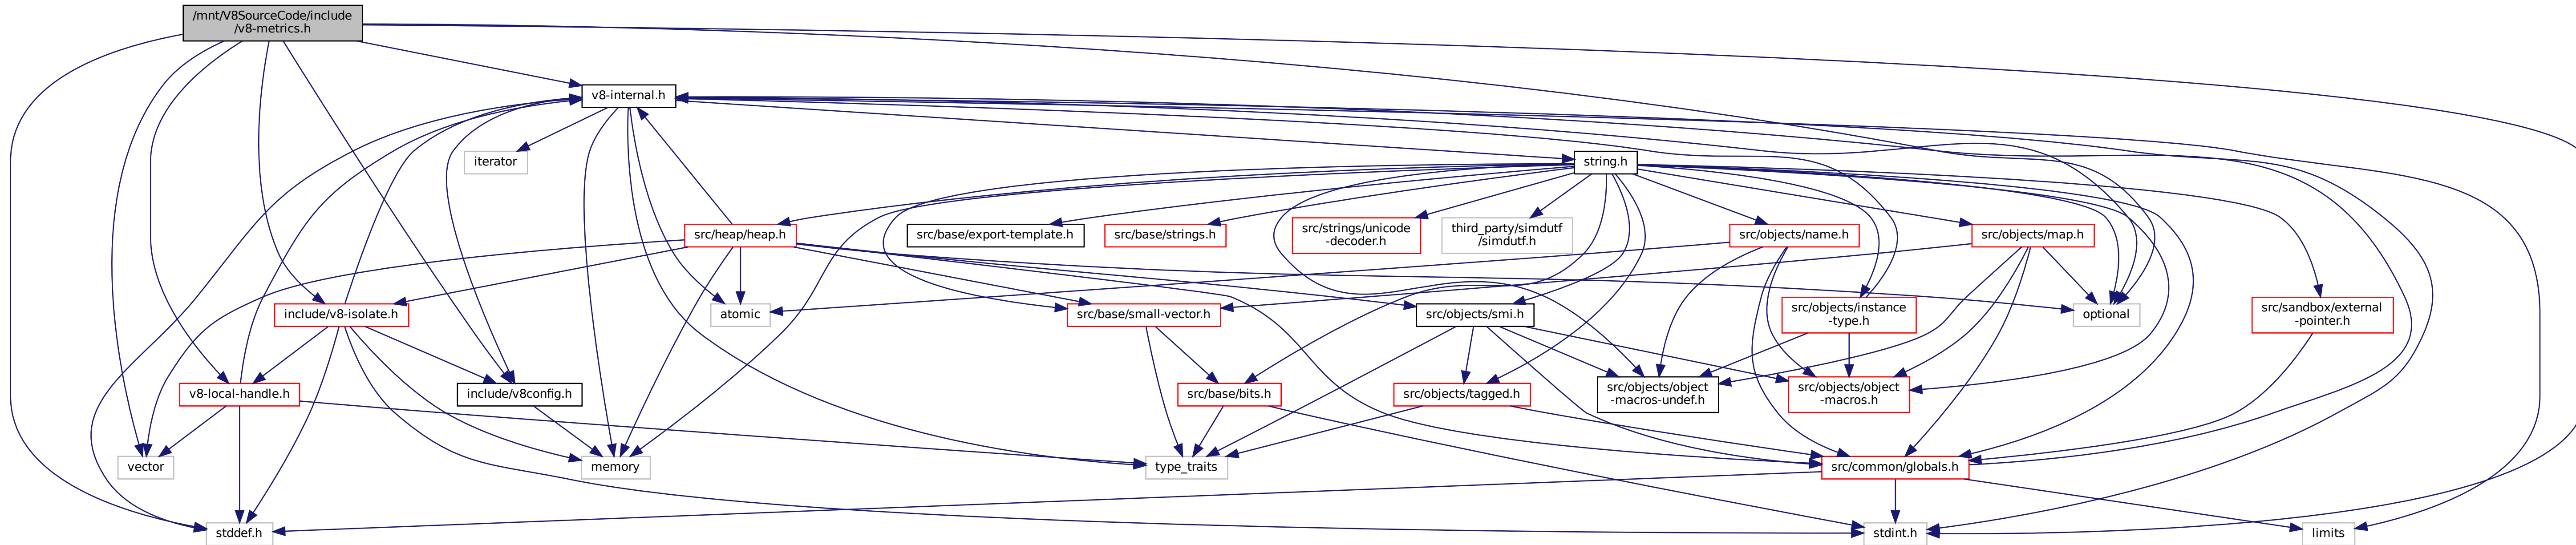 /mnt/V8SourceCode/include
/v8-metrics.h
v8-internal.h
iterator
string.h
src/heap/heap.h
src/base/export-template.h
src/base/strings.h
src/strings/unicode
-decoder.h
third_party/simdutf
/simdutf.h
src/objects/name.h
src/objects/map.h
include/v8-isolate.h
atomic
src/base/small-vector.h
src/objects/smi.h
src/objects/instance
-type.h
optional
src/sandbox/external
-pointer.h
v8-local-handle.h
include/v8config.h
src/base/bits.h
src/objects/tagged.h
src/objects/object
-macros-undef.h
src/objects/object
-macros.h
vector
memory
type_traits
src/common/globals.h
stddef.h
stdint.h
limits